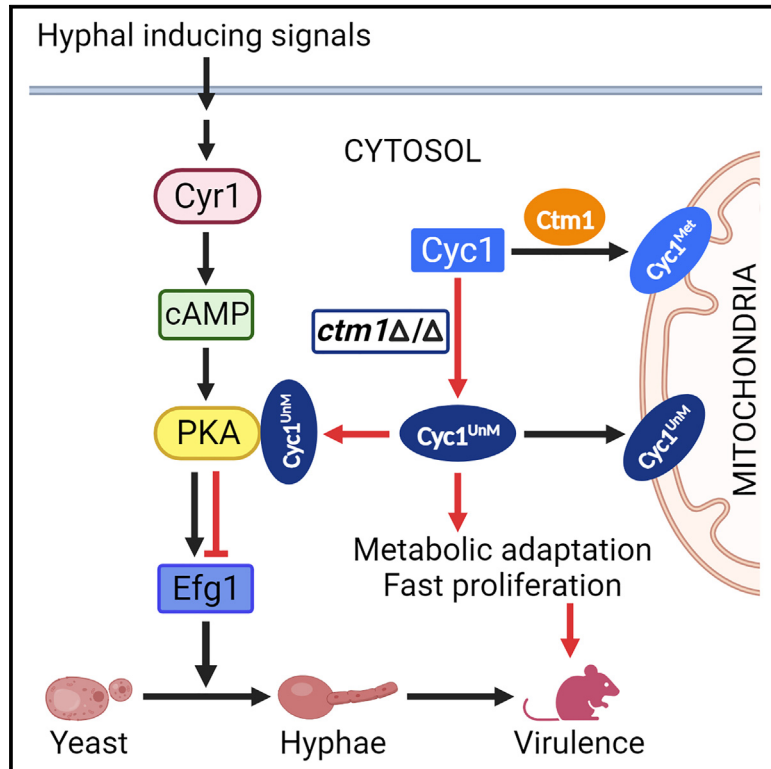 Hyphal inducing signals
CYTOSOL
Cyr1
Ctm1
Cyc1
Cyc1^Met
cAMP
ctm1Δ/Δ
MITOCHONDRIA
PKA
Cyc1^UnM
Cyc1^UnM
Cyc1^UnM
Metabolic adaptation
Fast proliferation
Efg1
Yeast
Hyphae
Virulence